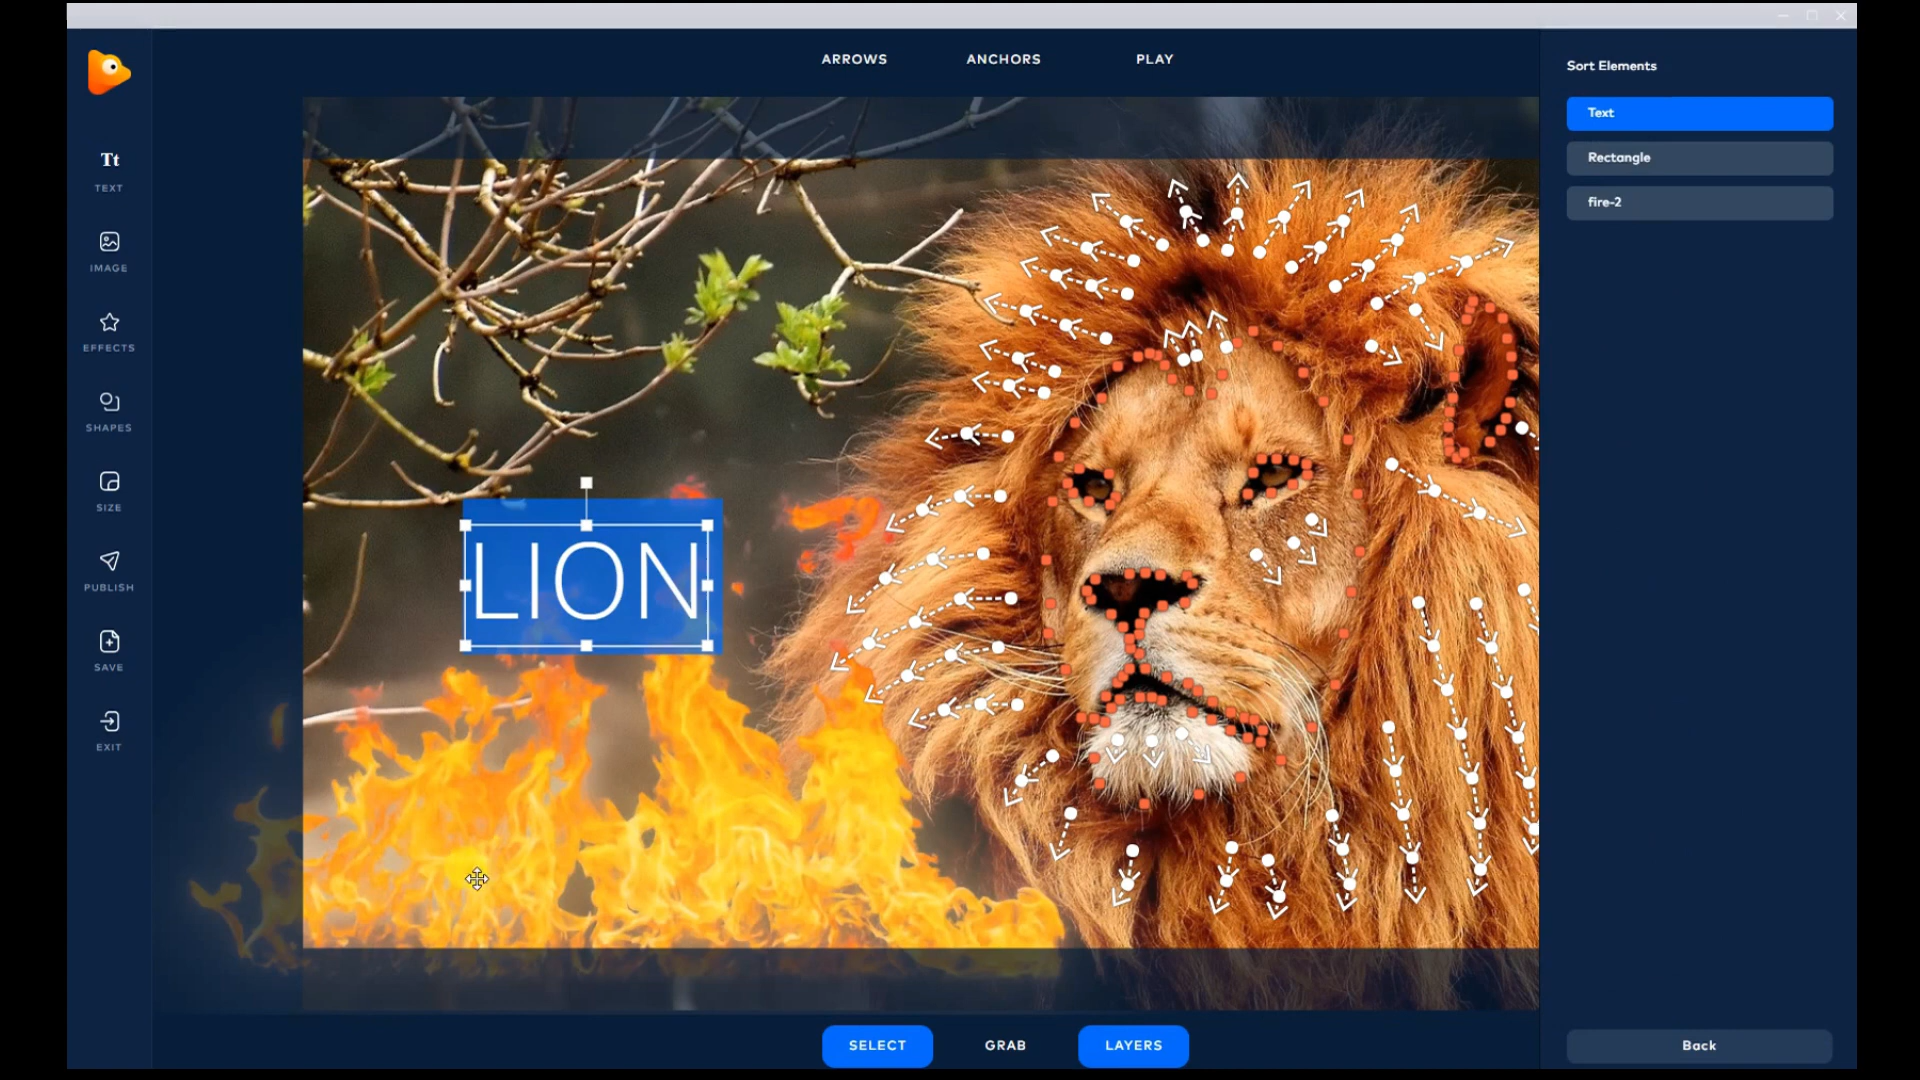 ARROWS ANCHORS PLAY
Sort Elements
Text
Rectangle
fire-2
Tt
TEXT
IMAGE
EFFECTS
SHAPES
SIZE
PUBLISH
SAVE
EXIT
LION
SELECT GRAB LAYERS
Back